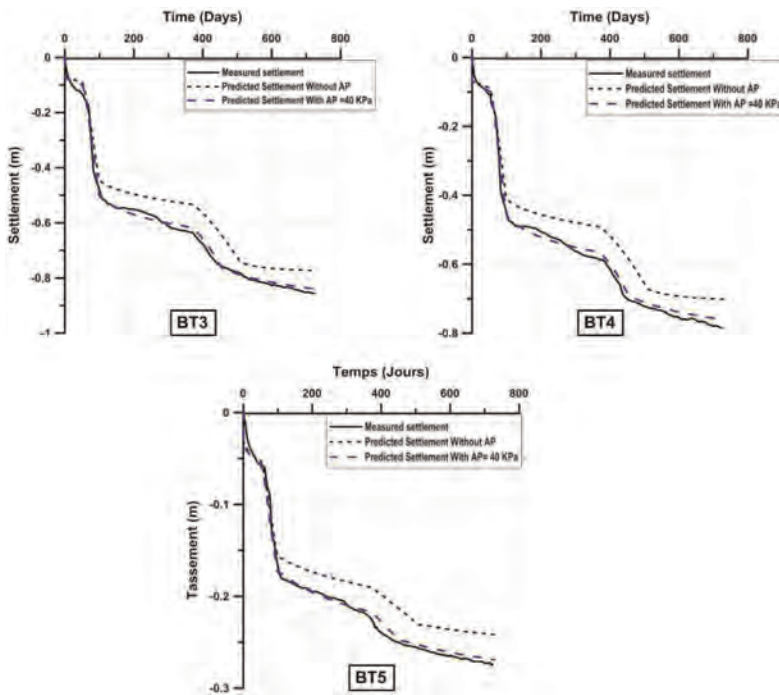 Time (Days)
0 200 400 600 800
0
-0.2
-0.4
-0.6
-0.8
-1
Settlement (m)
Measured settlement
Predicted Settlement Without AP
Predicted Settlement With AP =40 KPa
BT3
Time (Days)
0 200 400 600 800
0
-0.2
-0.4
-0.6
-0.8
Settlement (m)
Measured settlement
Predicted Settlement Without AP
Predicted Settlement With AP =40 KPa
BT4
Temps (Jours)
0 200 400 600 800
0
-0.1
-0.2
-0.3
Tassement (m)
Measured settlement
Predicted Settlement Without AP
Predicted Settlement With AP= 40 KPa
BT5